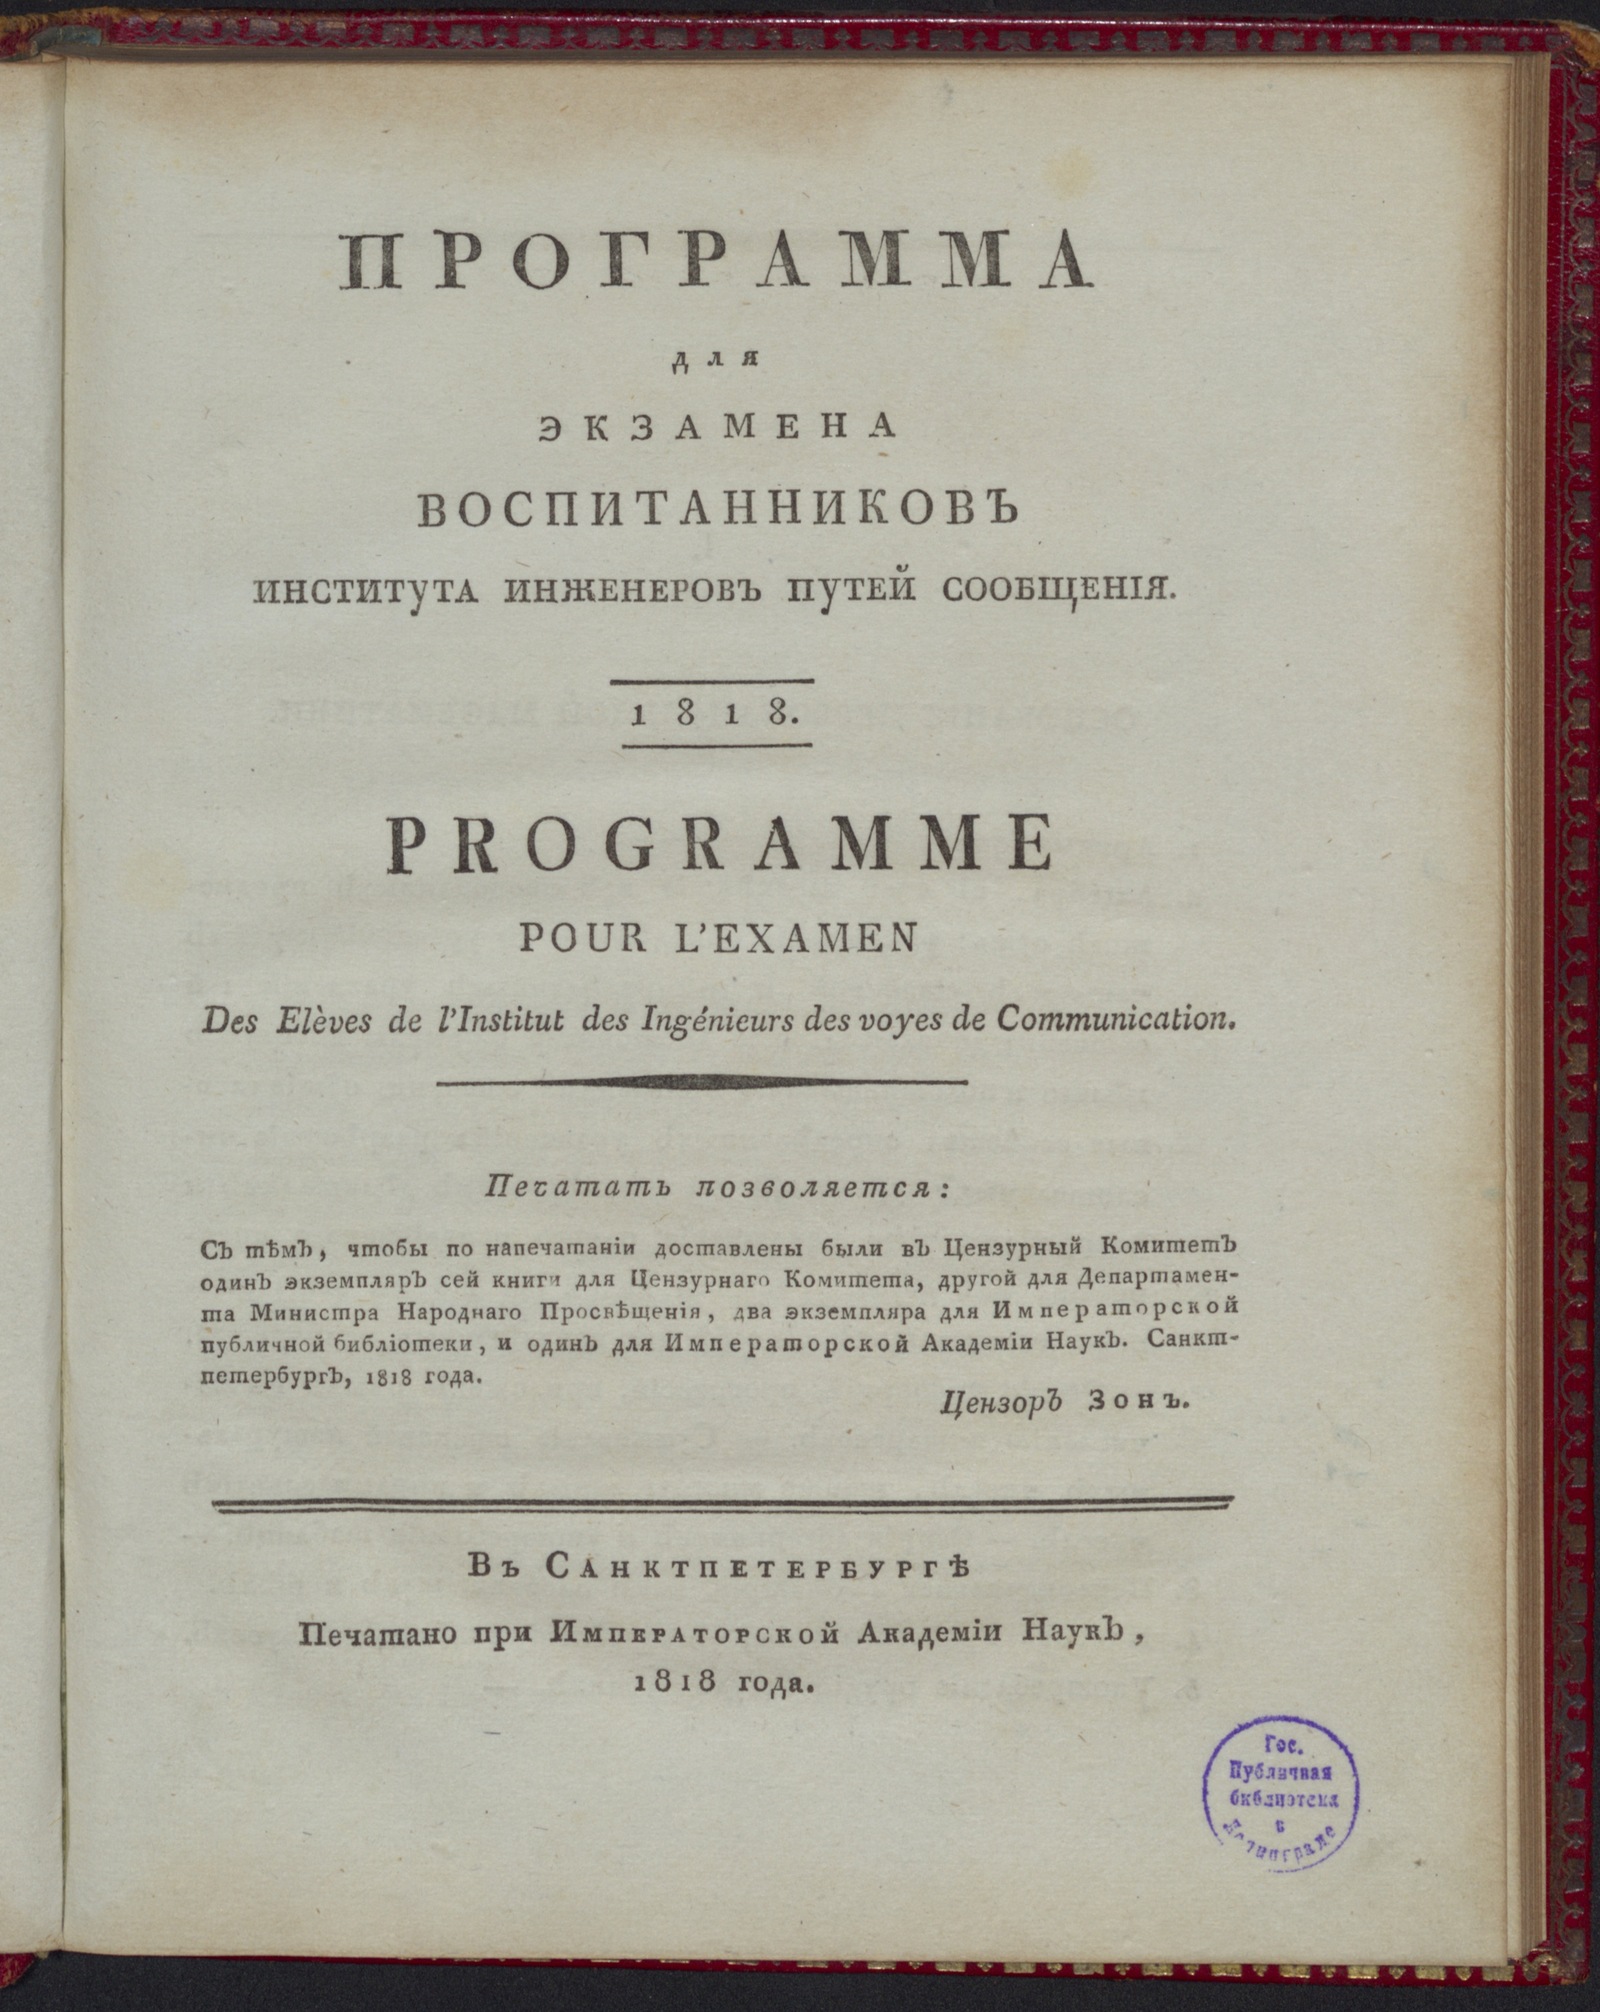 ПРОГРАММА
для
ЭКЗАМЕНА
ВОСПИТАННИКОВЪ
ИНСТИТУТА ИНЖЕНЕРОВЪ ПУТЕЙ СООБЩЕНІЯ.
1818.
PROGRAMME
POUR L'EXAMEN
Des Elèves de l'Institut des Ingénieurs des voyes de Communication.
Печатать позволяется:
Съ тѣмъ, чтобы по напечатаніи доставлены были въ Цензурный Комитетъ
одинъ экземпляръ сей книги для Цензурнаго Комитета, другой для Департамен-
та Министра Народнаго Просвѣщенія, два экземпляра для Императорской
публичной библіотеки, и одинъ для Императорской Академіи Наукъ. Санкт-
петербургъ, 1818 года.
Цензоръ Зонъ.
Въ Санктпетербургѣ
Печатано при Императорской Академіи Наукъ,
1818 года.
Гос.
Публичная
библиотека
в
Ленинграде